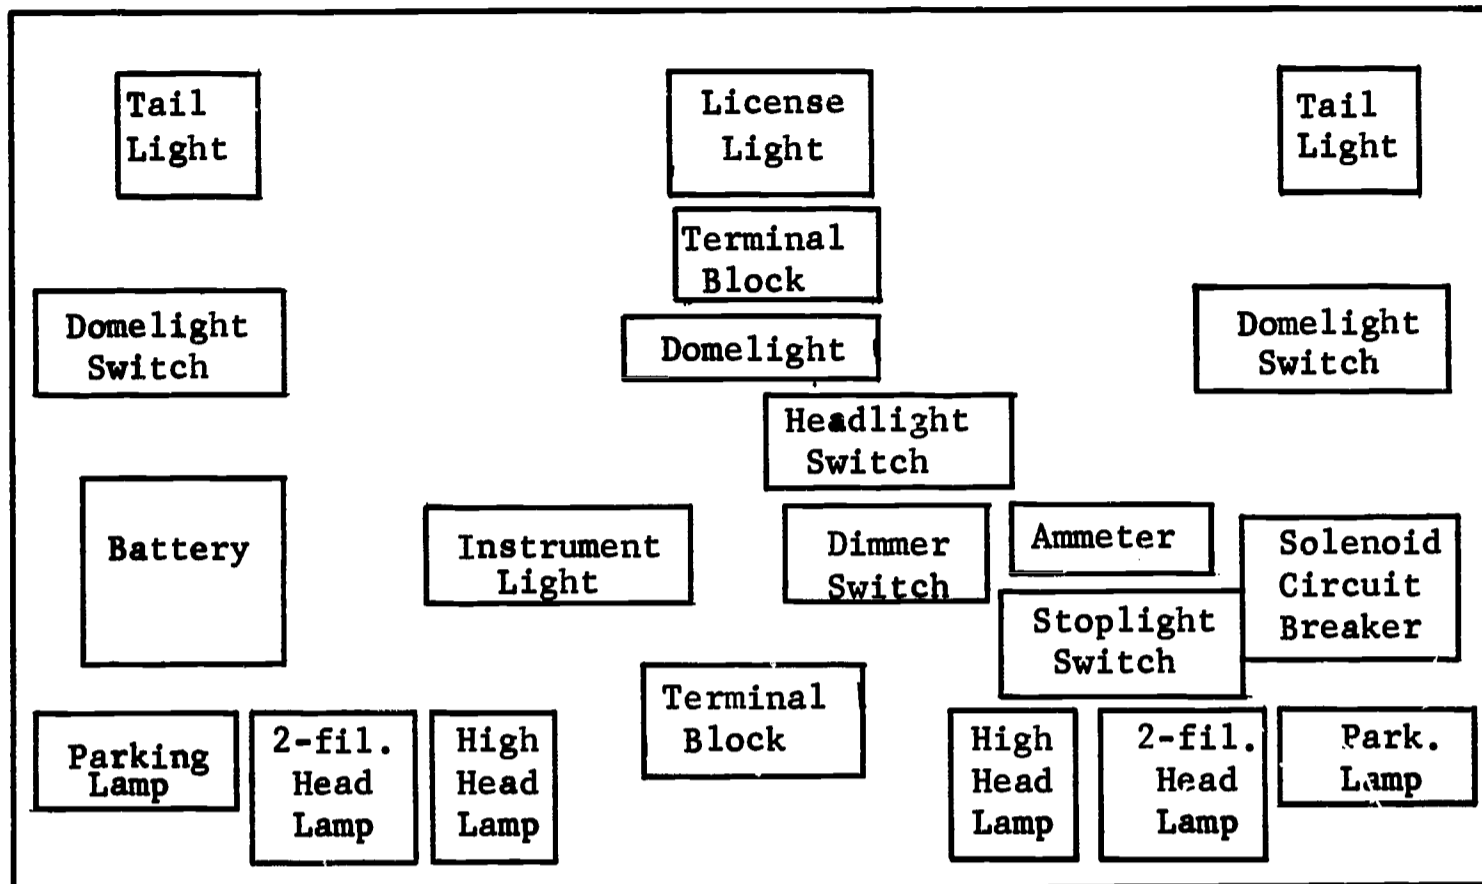 Tail
Light
License
Light
Tail
Light
Terminal
Block
Domelight
Switch
Domelight
Domelight
Switch
Headlight
Switch
Battery
Instrument
Light
Dimmer
Switch
Ammeter
Solenoid
Circuit
Breaker
Stoplight
Switch
Terminal
Block
Parking
Lamp
2-fil.
Head
Lamp
High
Head
Lamp
High
Head
Lamp
2-fil.
Head
Lamp
Park.
Lamp